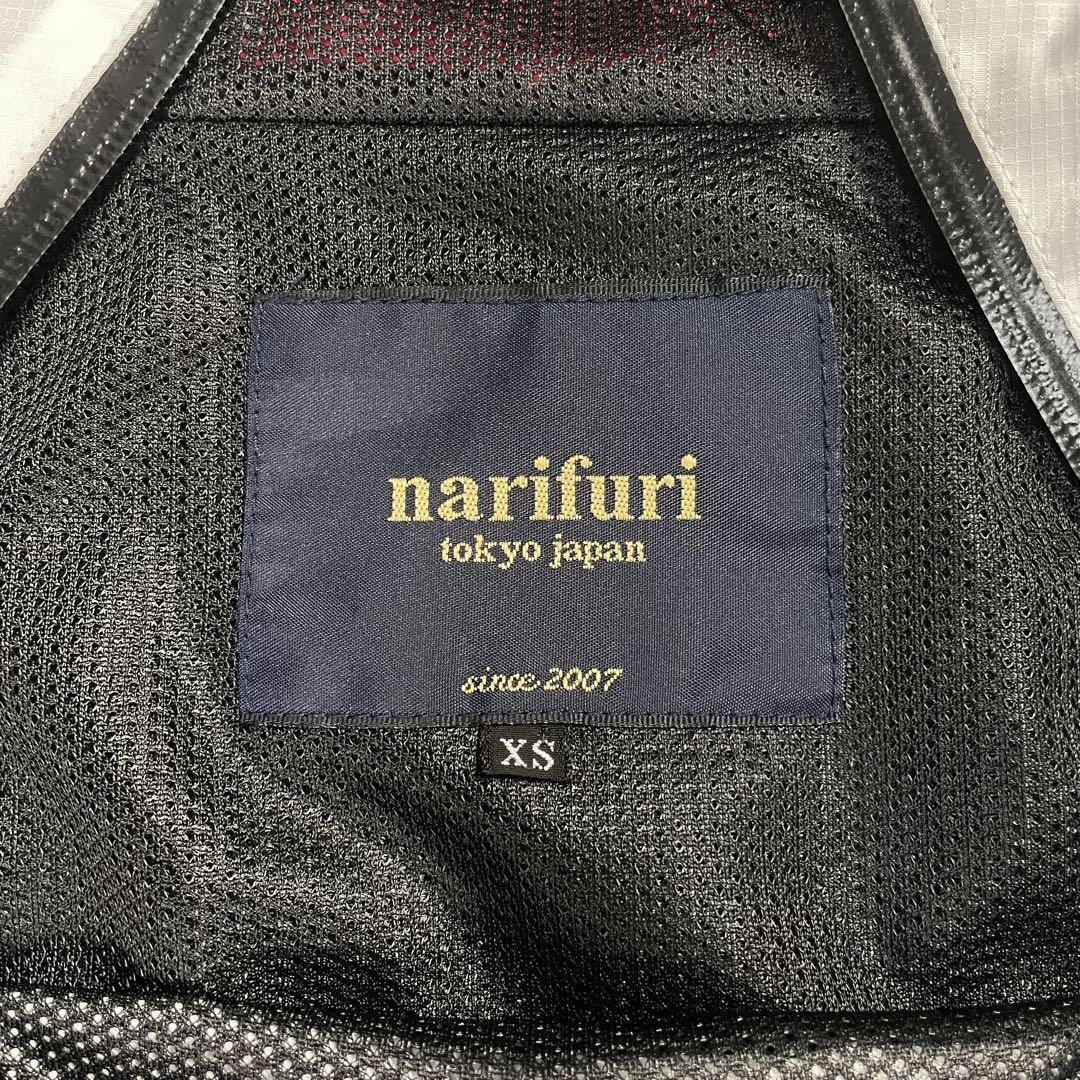 narifuri
tokyo japan
since 2007
XS